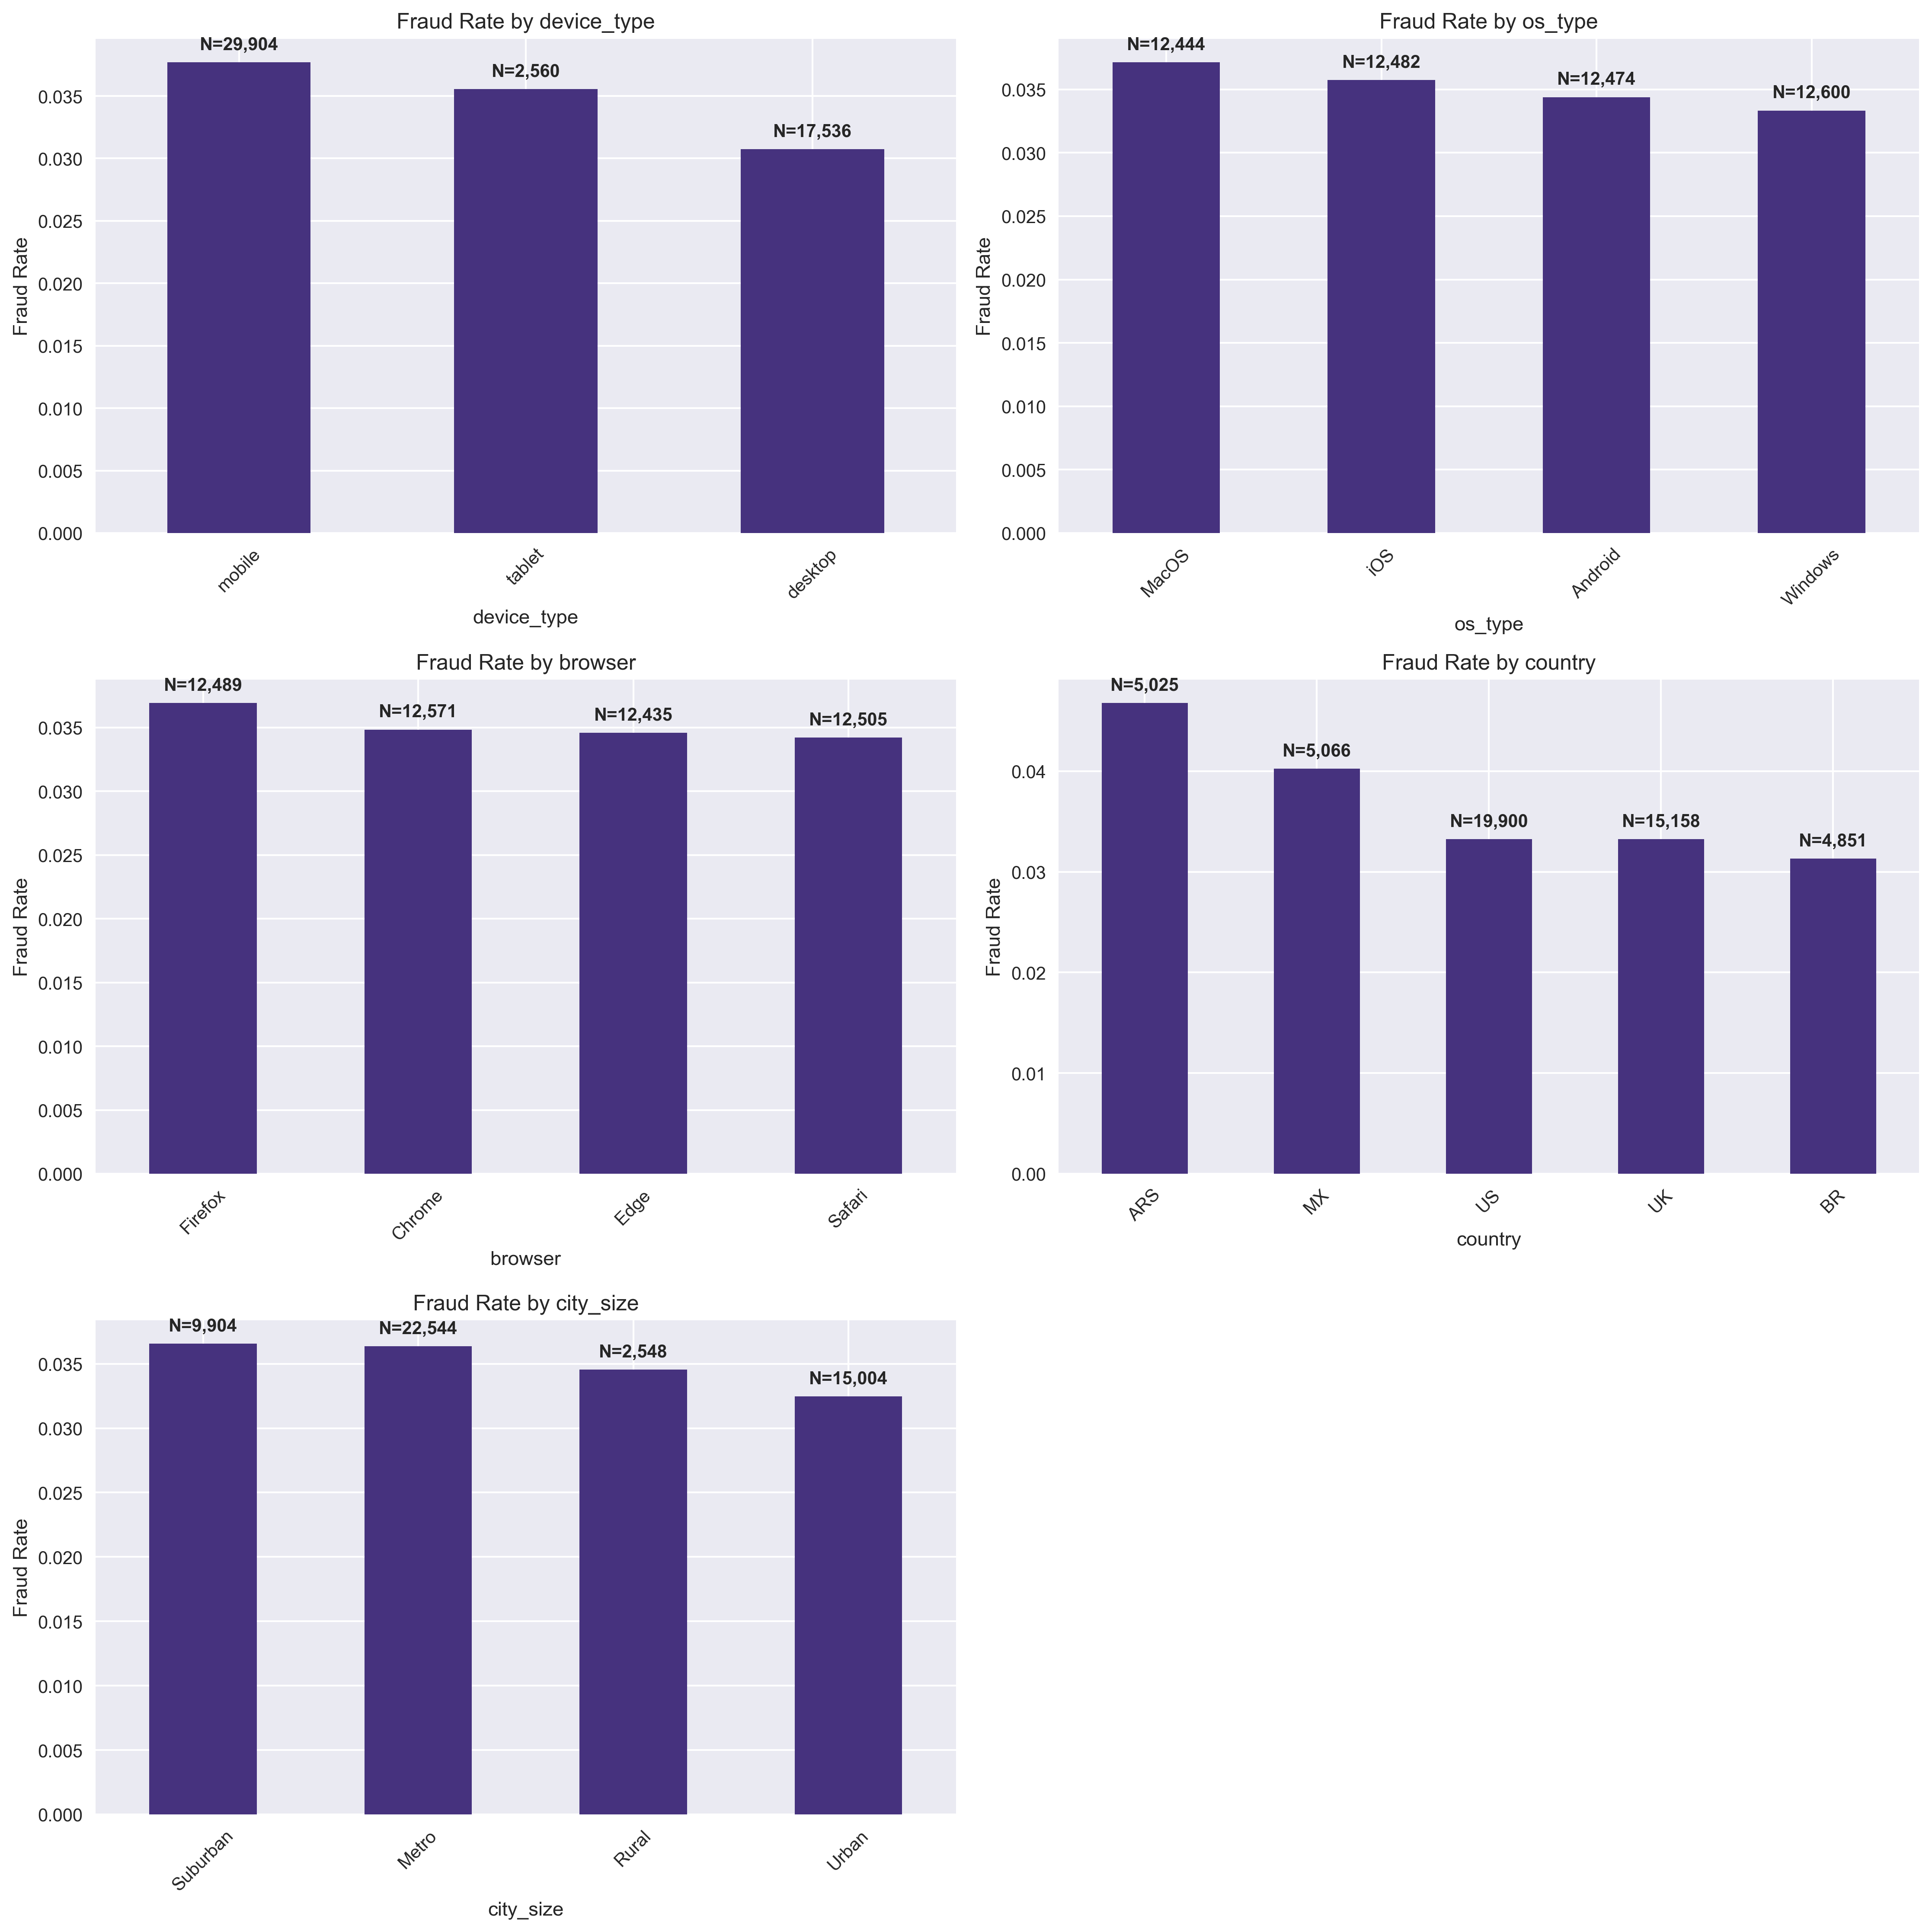 Fraud Rate by device_type
N=29,904
N=2,560
N=17,536
0.035
0.030
0.025
0.020
0.015
0.010
0.005
0.000
Fraud Rate
mobile
tablet
desktop
device_type
Fraud Rate by os_type
N=12,444
N=12,482
N=12,474
N=12,600
0.035
0.030
0.025
0.020
0.015
0.010
0.005
0.000
Fraud Rate
MacOS
iOS
Android
Windows
os_type
Fraud Rate by browser
N=12,489
N=12,571
N=12,435
N=12,505
0.035
0.030
0.025
0.020
0.015
0.010
0.005
0.000
Fraud Rate
Firefox
Chrome
Edge
Safari
browser
Fraud Rate by country
N=5,025
N=5,066
N=19,900
N=15,158
N=4,851
0.04
0.03
0.02
0.01
0.00
Fraud Rate
ARS
MX
US
UK
BR
country
Fraud Rate by city_size
N=9,904
N=22,544
N=2,548
N=15,004
0.035
0.030
0.025
0.020
0.015
0.010
0.005
0.000
Fraud Rate
Suburban
Metro
Rural
Urban
city_size